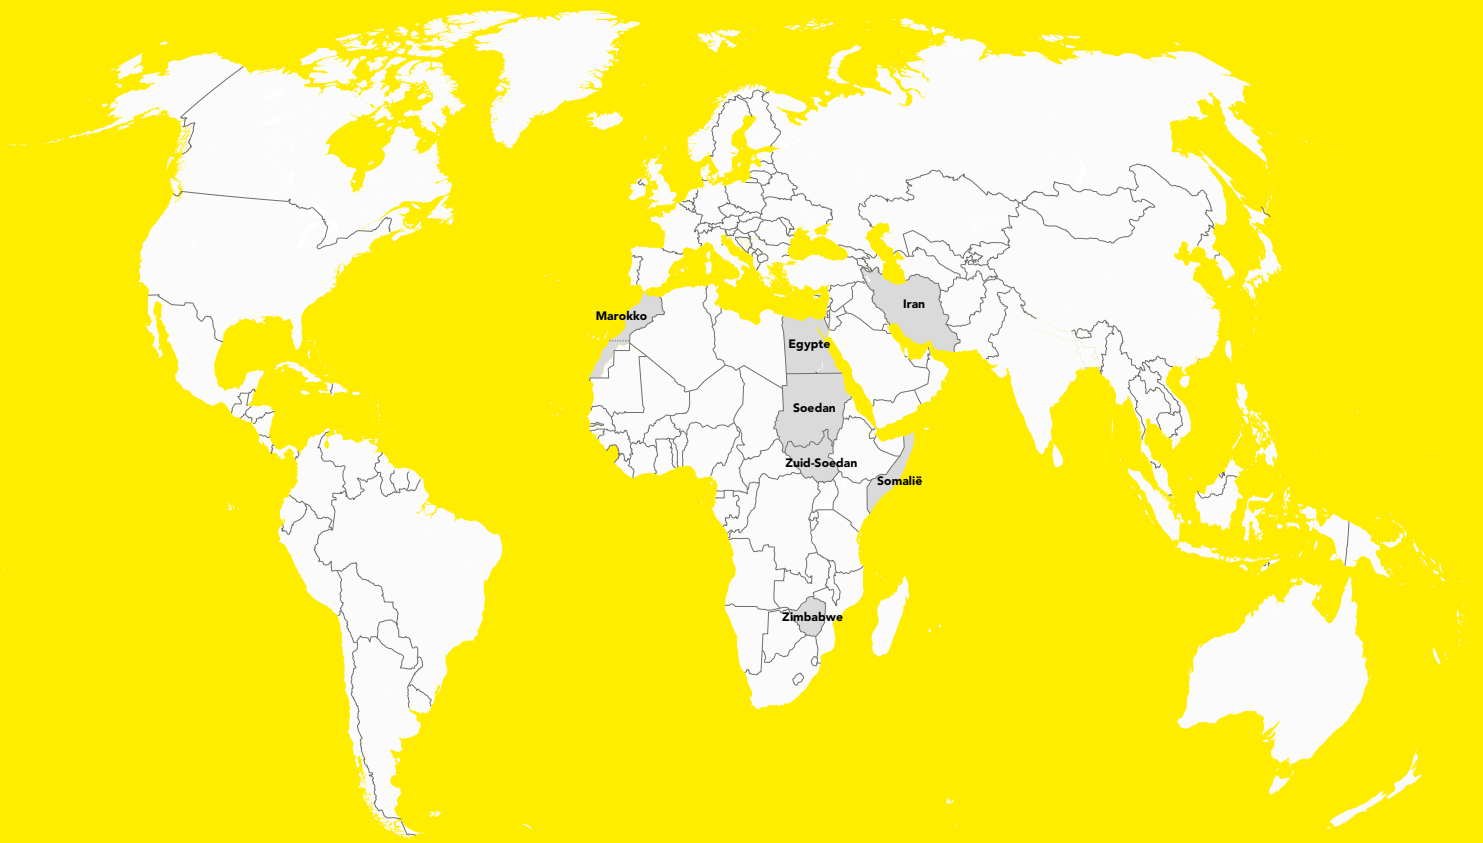 Iran
Marokko
Egypte
Soedan
Zuid-Soedan
Somalië
Zimbabwe